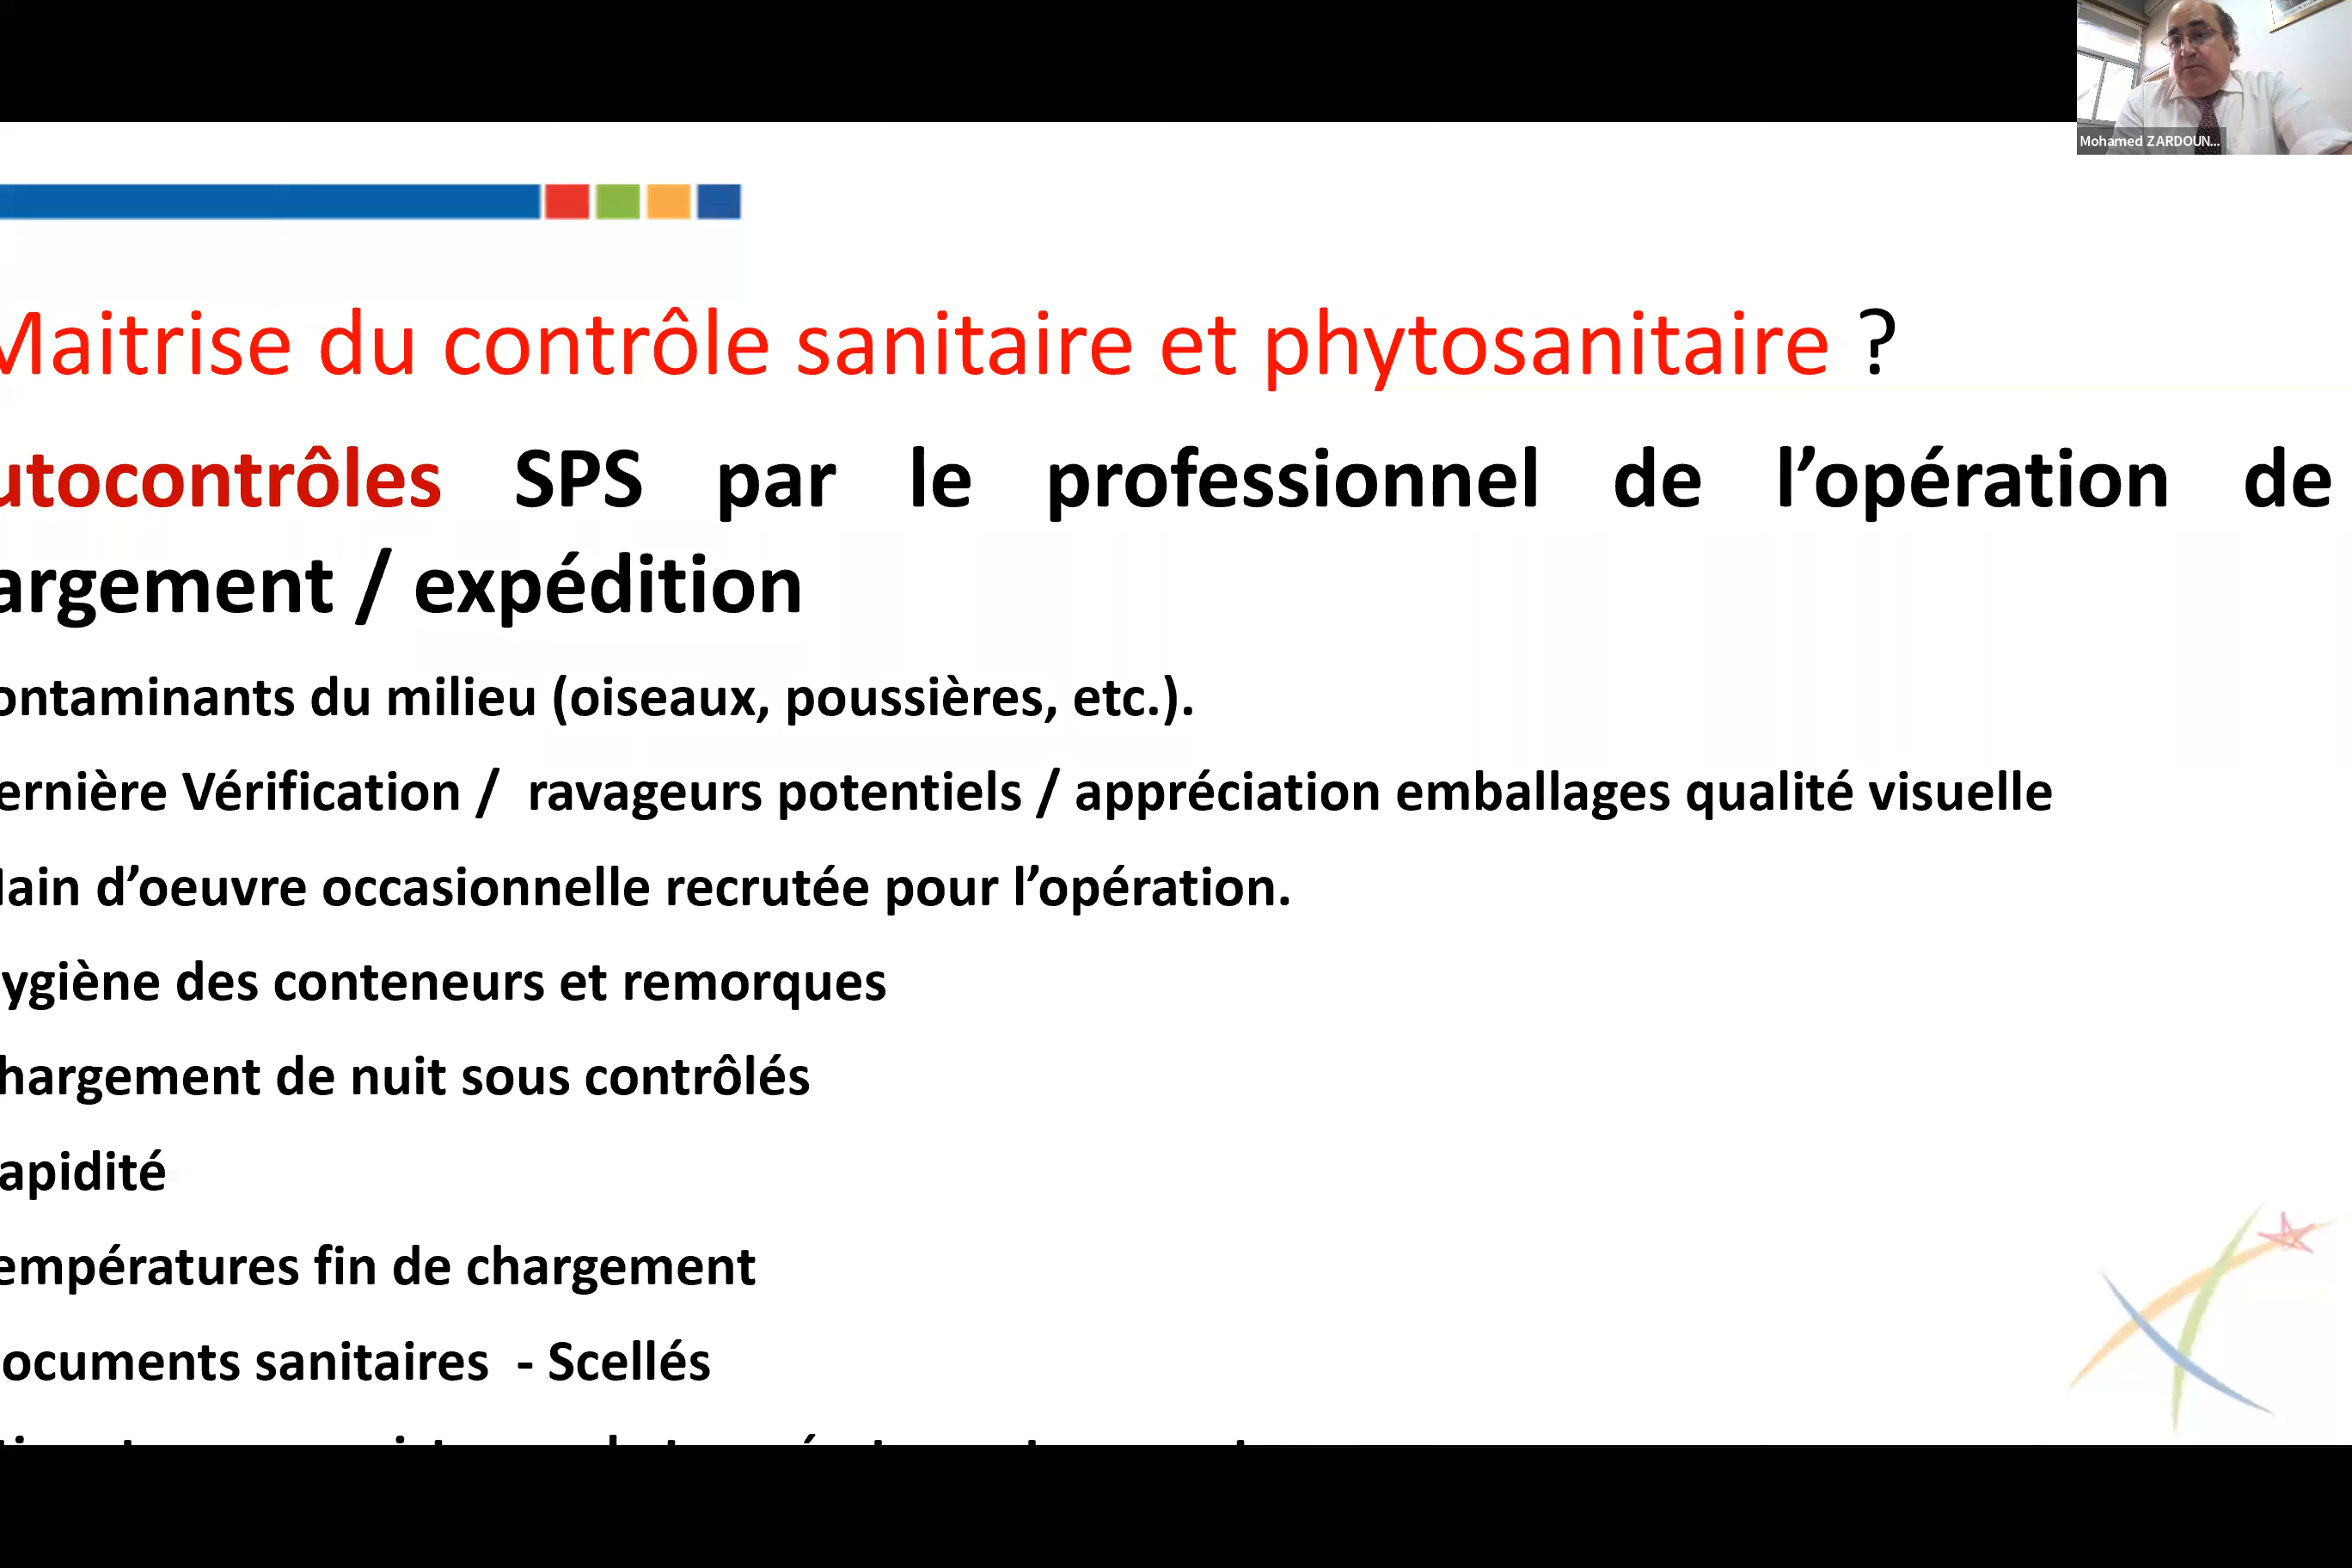 Mohamed ZARDOUN...
Maitrise du contrôle sanitaire et phytosanitaire ?
utocontrôles SPS par le professionnel de l’opération de
argement / expédition
ontaminants du milieu (oiseaux, poussières, etc.).
ernière Vérification / ravageurs potentiels / appréciation emballages qualité visuelle
ain d’oeuvre occasionnelle recrutée pour l’opération.
ygiène des conteneurs et remorques
hargement de nuit sous contrôlés
apidité
empératures fin de chargement
ocuments sanitaires - Scellés